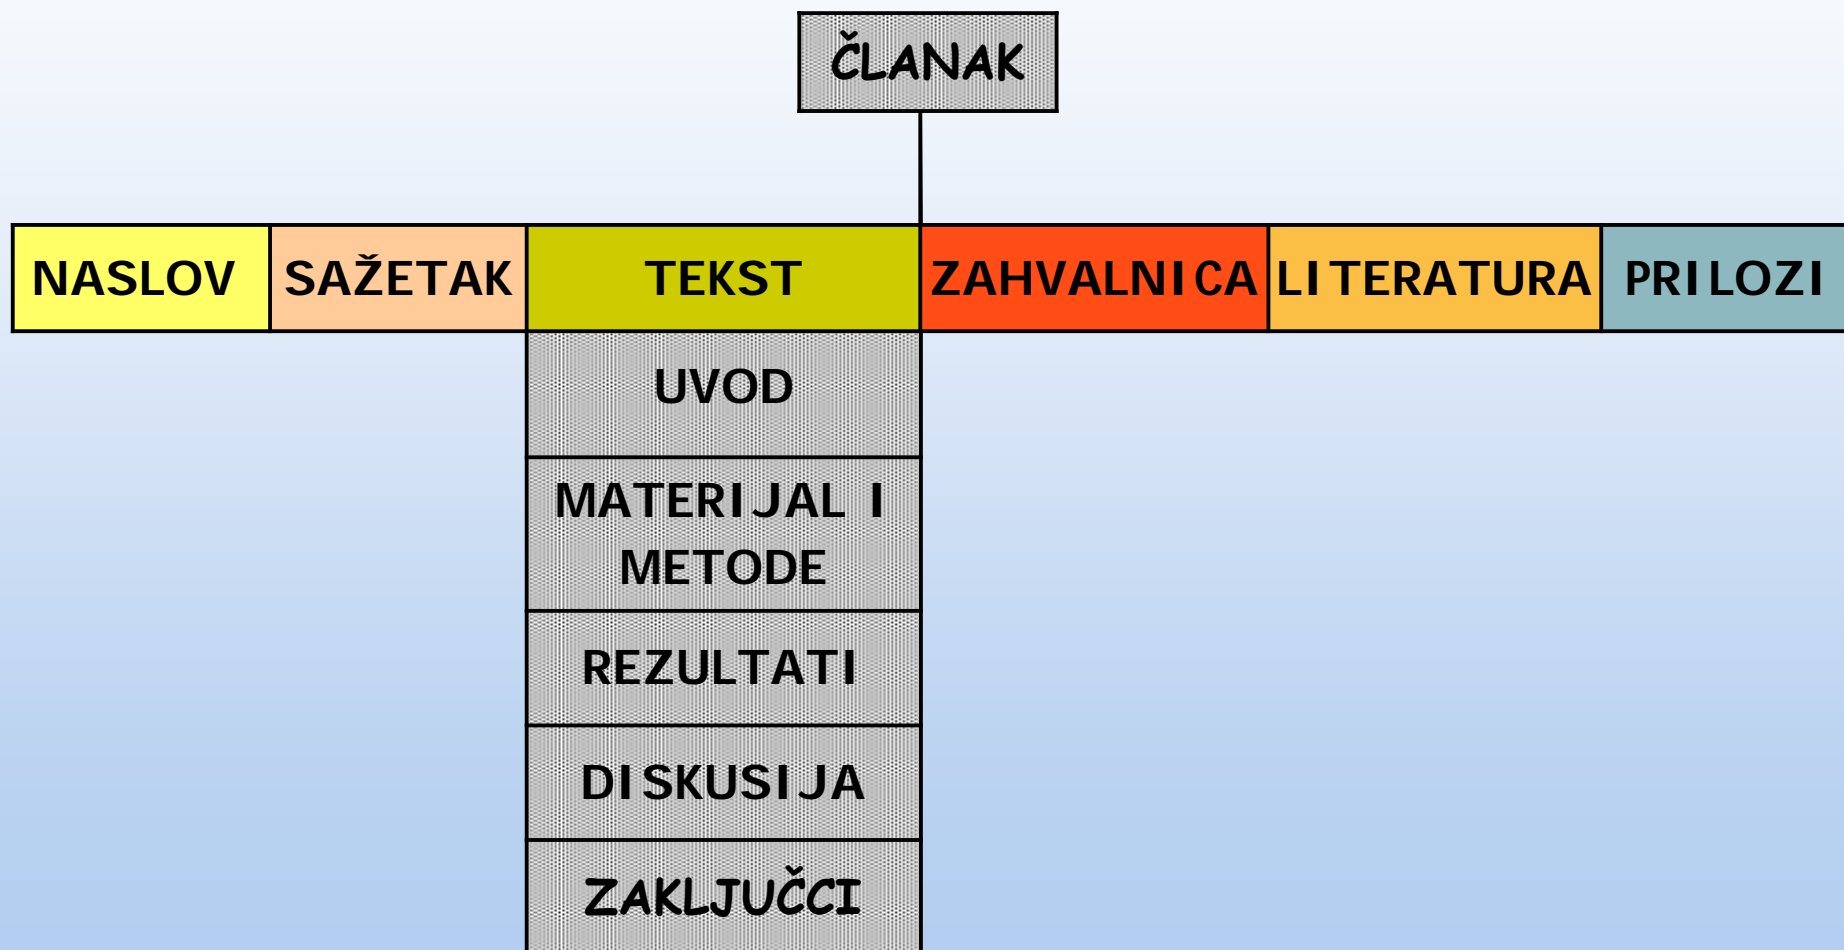 ČLANAK
NASLOV SAŽETAK TEKST ZAHVALNICA LITERATURA PRILOZI
UVOD
MATERIJAL I
METODE
REZULTATI
DISKUSIJA
ZAKLJUČCI